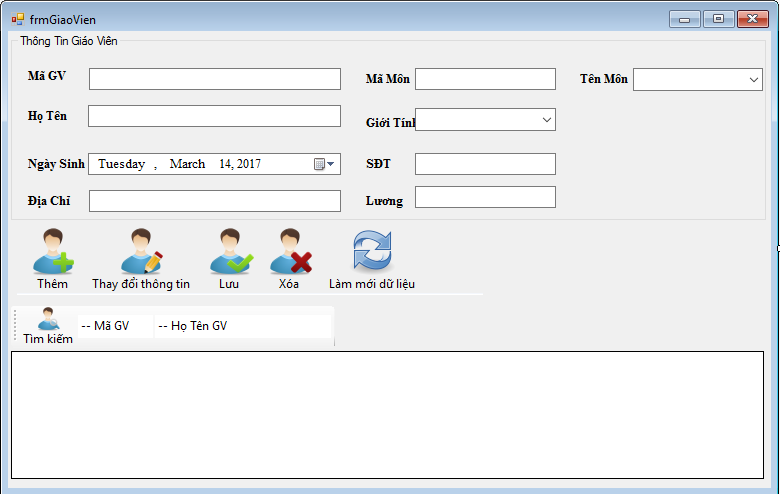 frmGiaoVien
Thông Tin Giáo Viên
Mã GV
Mã Môn
Tên Môn
Họ Tên
Giới Tính
Ngày Sinh
Tuesday , March 14, 2017
SĐT
Địa Chỉ
Lương
Thêm
Thay đổi thông tin
Lưu
Xóa
Làm mới dữ liệu
Tìm kiếm
-- Mã GV
-- Họ Tên GV